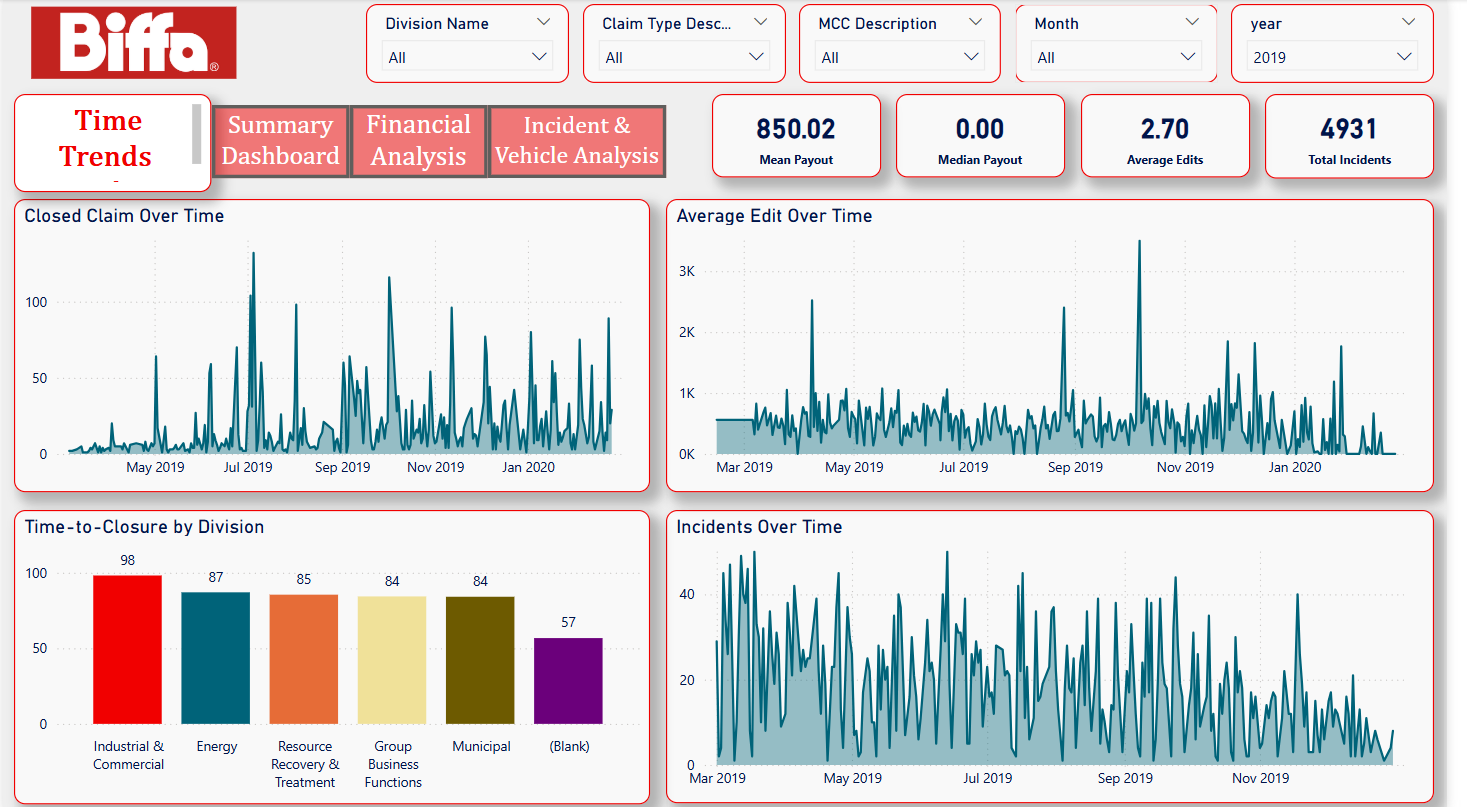 Biffa®
Division Name
All
Claim Type Desc...
All
MCC Description
All
Month
All
year
2019
Time
Trends
Summary
Dashboard
Financial
Analysis
Incident &
Vehicle Analysis
850.02
Mean Payout
0.00
Median Payout
2.70
Average Edits
4931
Total Incidents
Closed Claim Over Time
100
50
0
May 2019 Jul 2019 Sep 2019 Nov 2019 Jan 2020
Average Edit Over Time
3K
2K
1K
0K
Mar 2019 May 2019 Jul 2019 Sep 2019 Nov 2019 Jan 2020
Time-to-Closure by Division
100
50
0
98 87 85 84 84 57
Industrial &
Commercial
Energy
Resource
Recovery &
Treatment
Group
Business
Functions
Municipal
(Blank)
Incidents Over Time
40
20
0
Mar 2019 May 2019 Jul 2019 Sep 2019 Nov 2019